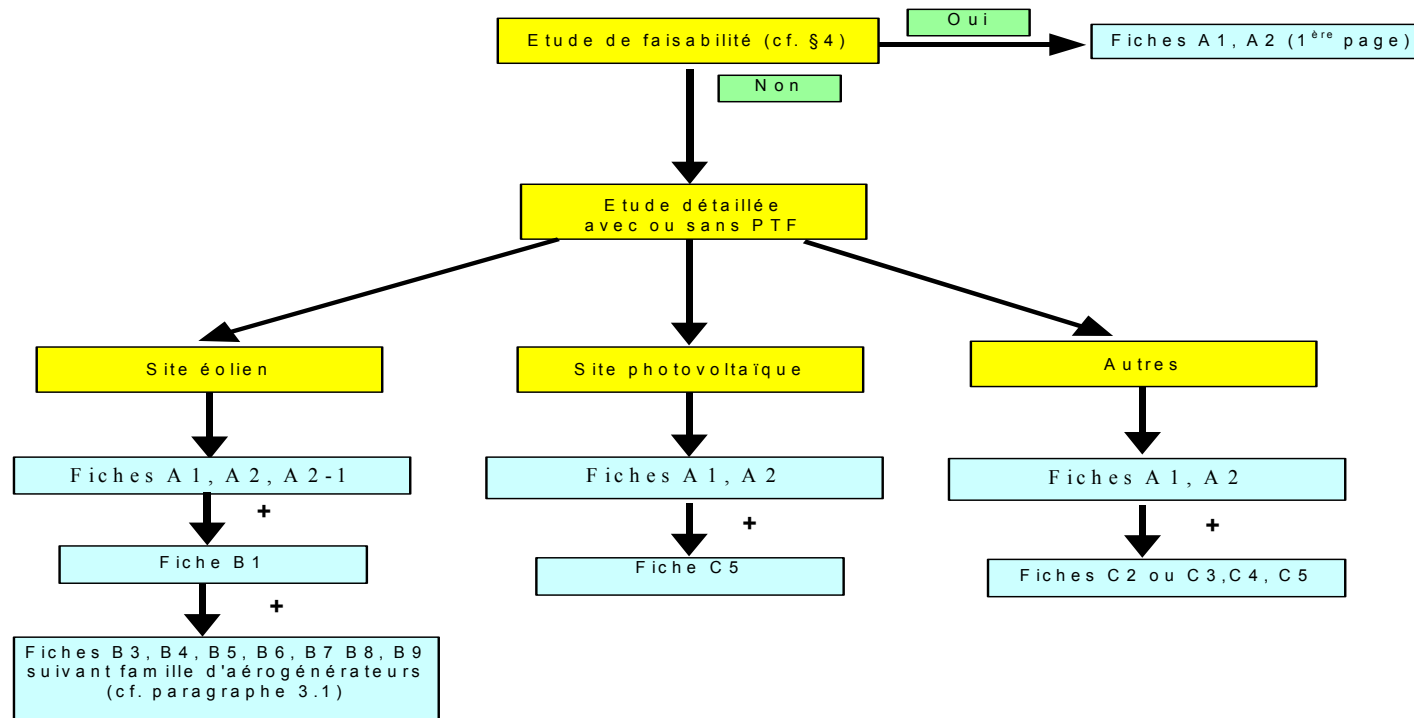 Oui
Etude de faisabilité (cf. §4)
Fiches A1, A2 (1ère page)
Non
Etude détaillée
avec ou sans PTF
Site éolien
Site photovoltaïque
Autres
Fiches A1, A2, A2-1
Fiches A1, A2
Fiches A1, A2
+
+
+
Fiche B1
Fiche C5
Fiches C2 ou C3,C4, C5
+
Fiches B3, B4, B5, B6, B7 B8, B9
suivant famille d'aérogénérateurs
(cf. paragraphe 3.1)